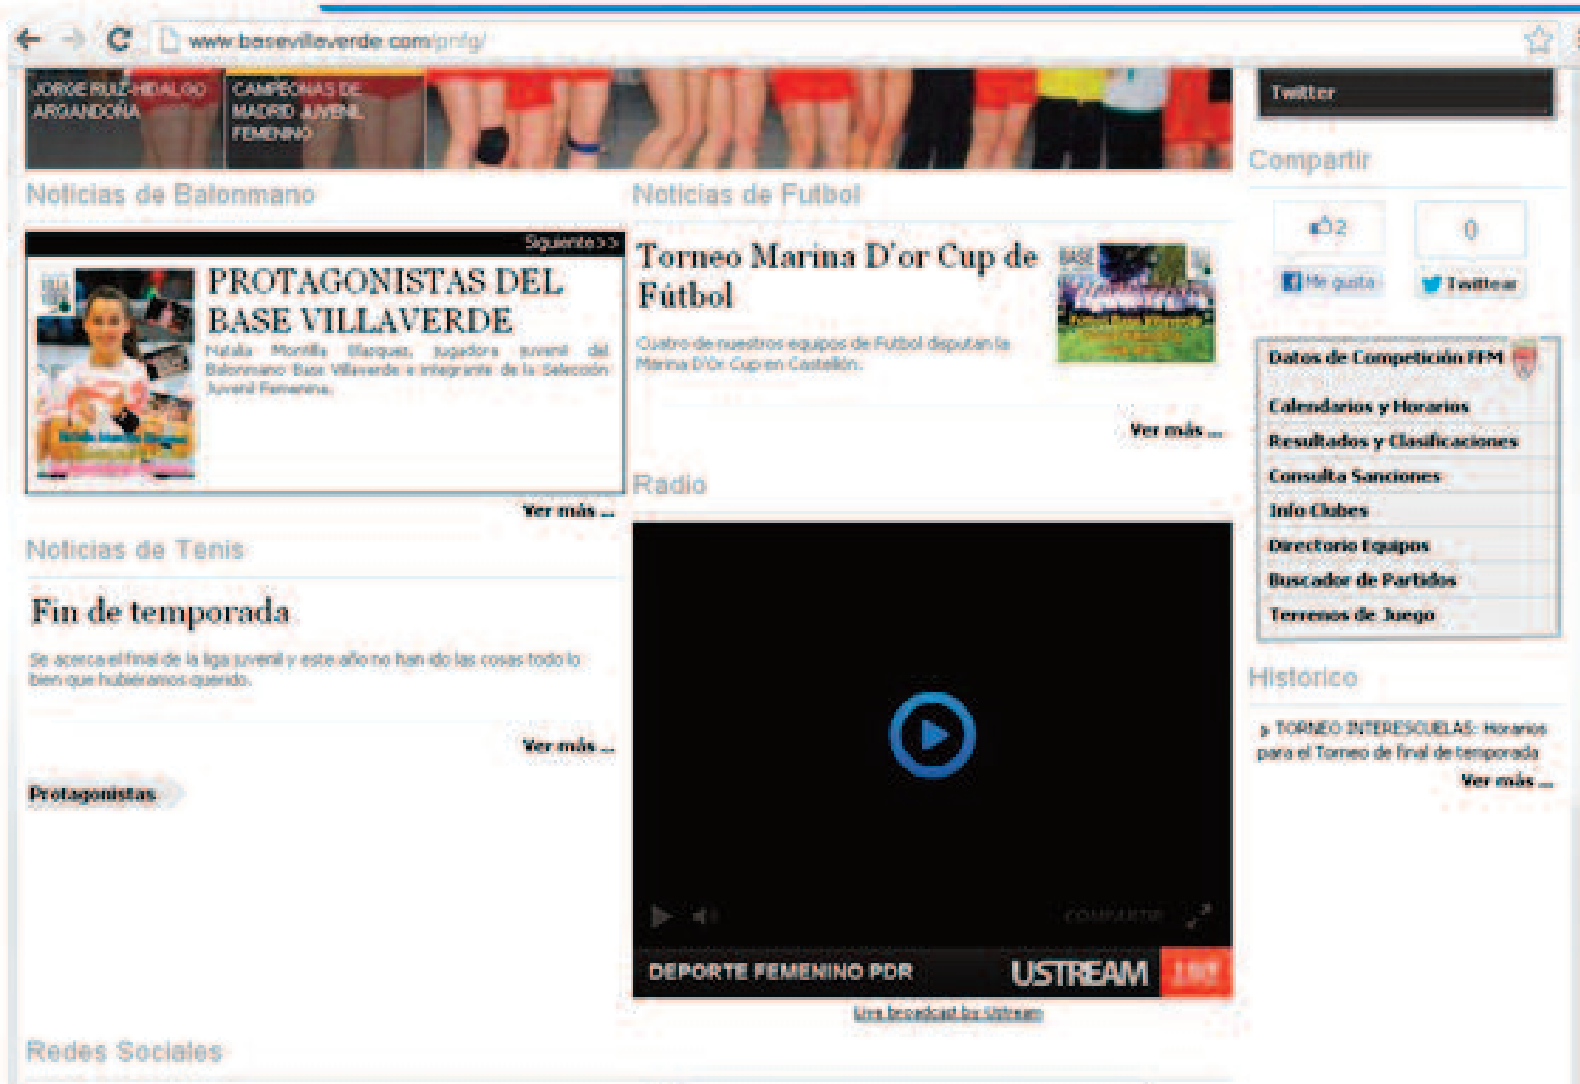 www.basevillaverde.com/pnfg/
JORGE RUIZ-HIDALGO
ARGANDOÑA
CAMPEONAS DE
MADRID JUVENIL
FEMENINO
Noticias de Balonmano
Siguiente>>
PROTAGONISTAS DEL
BASE VILLAVERDE
Natalia Montilla Blazquez, jugadora juvenil del
Balonmano Base Villaverde e integrante de la Selección
Juvenil Femenina.
Ver más ...
Noticias de Tenis
Fin de temporada
Se acerca el final de la liga juvenil y este año no han ido las cosas todo lo
bien que hubiéramos querido.
Ver más ...
Protagonistas
Noticias de Futbol
Torneo Marina D'or Cup de
Fútbol
Cuatro de nuestros equipos de Futbol disputan la
Marina D'Or Cup en Castellón.
BASE
Ver más ...
Radio
COMPARTIR
DEPORTE FEMENINO PDR
USTREAM
LIVE
Live broadcast by Ustream
Twitter
Compartir
2
0
Me gusta
Twittear
Datos de Competición FFM
Calendarios y Horarios
Resultados y Clasificaciones
Consulta Sanciones
Info Clubes
Directorio Equipos
Buscador de Partidos
Terrenos de Juego
Histórico
TORNEO INTERESCUELAS: Horarios
para el Torneo de final de temporada
Ver más ...
Redes Sociales